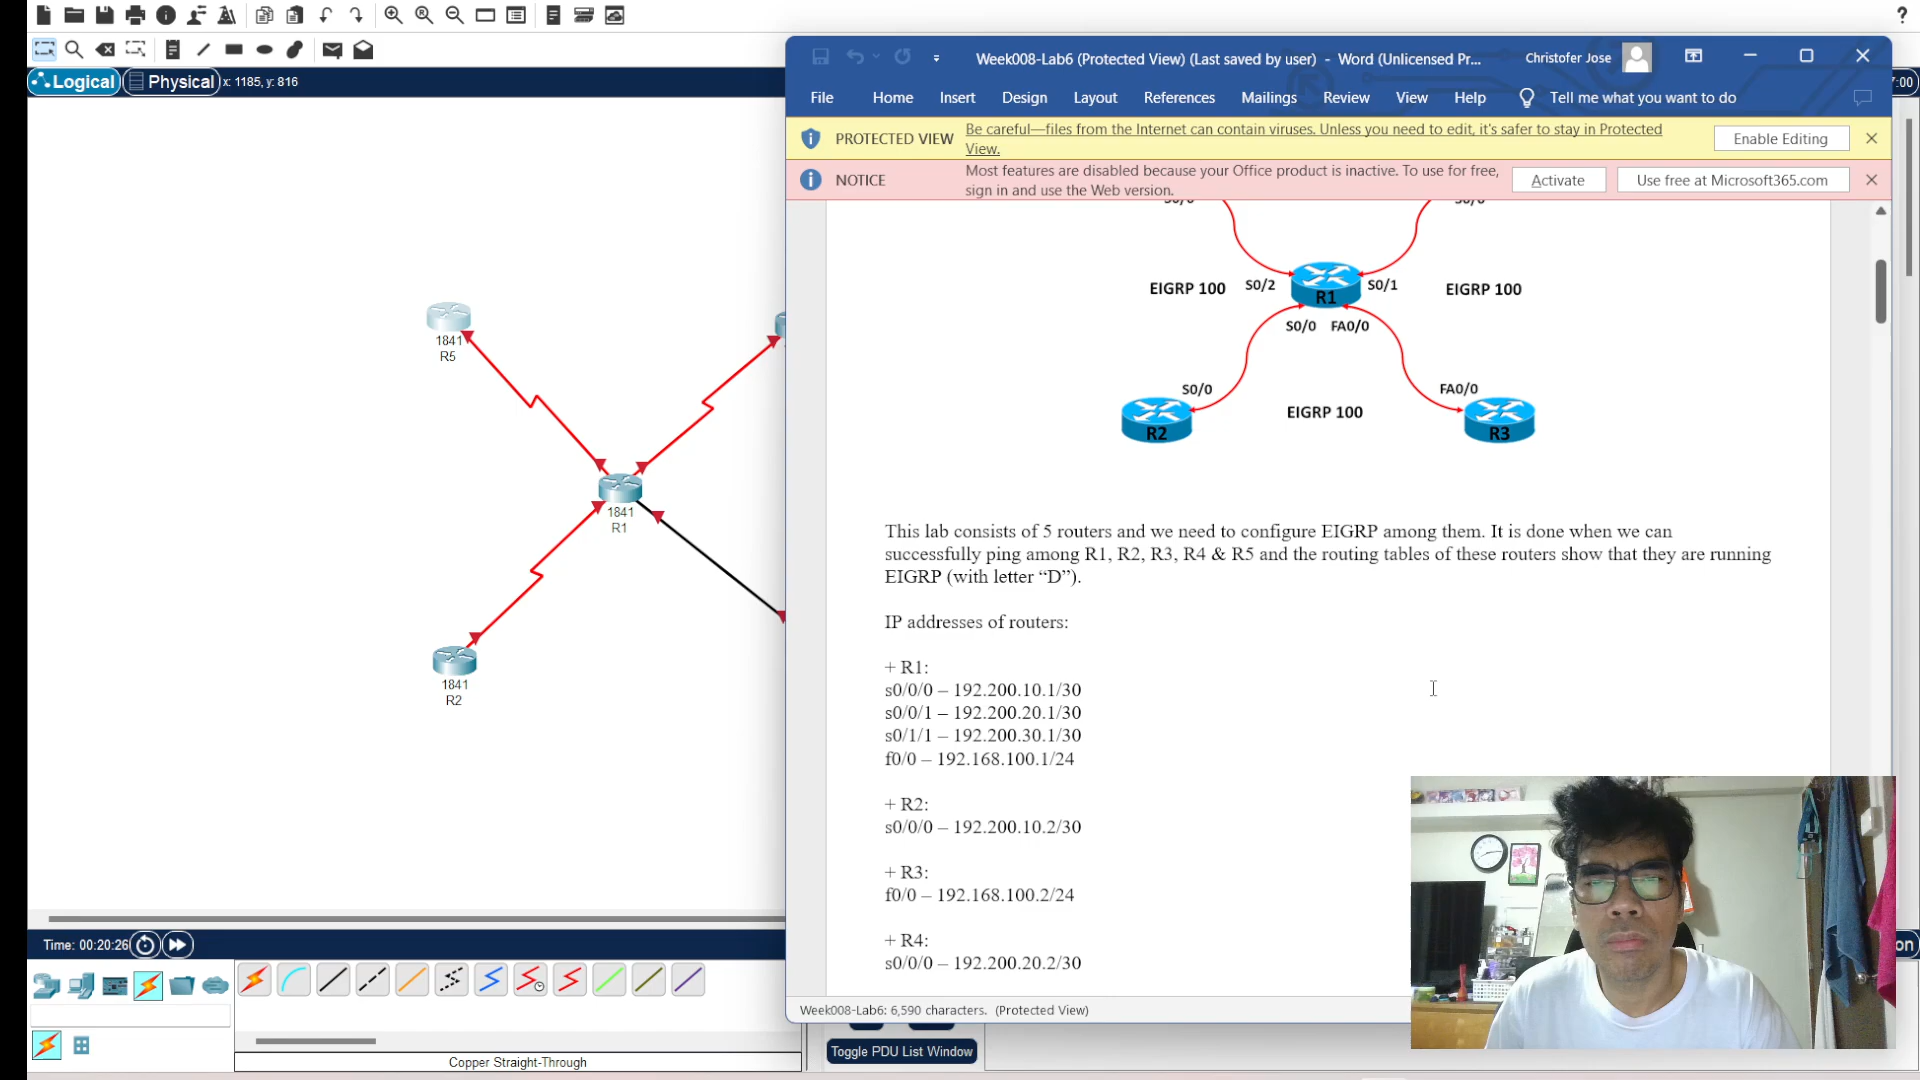 Logical
Physical
x: 1185, y: 816
1841
R5
1841
R1
1841
R2
Time: 00:20:26
Copper Straight-Through
Toggle PDU List Window
?
7:00
on
Week008-Lab6 (Protected View) (Last saved by user) - Word (Unlicensed Pr...
Christofer Jose
File Home Insert Design Layout References Mailings Review View Help Tell me what you want to do
PROTECTED VIEW Be careful—files from the Internet can contain viruses. Unless you need to edit, it's safer to stay in Protected
View.
Enable Editing
NOTICE Most features are disabled because your Office product is inactive. To use for free,
sign in and use the Web version.
Activate
Use free at Microsoft365.com
S0/0 S0/0
EIGRP 100 S0/2 R1 S0/1 EIGRP 100
S0/0 FA0/0
S0/0 FA0/0
R2 EIGRP 100 R3
This lab consists of 5 routers and we need to configure EIGRP among them. It is done when we can
successfully ping among R1, R2, R3, R4 & R5 and the routing tables of these routers show that they are running
EIGRP (with letter “D”).
IP addresses of routers:
+ R1:
s0/0/0 – 192.200.10.1/30
s0/0/1 – 192.200.20.1/30
s0/1/1 – 192.200.30.1/30
f0/0 – 192.168.100.1/24
+ R2:
s0/0/0 – 192.200.10.2/30
+ R3:
f0/0 – 192.168.100.2/24
+ R4:
s0/0/0 – 192.200.20.2/30
Week008-Lab6: 6,590 characters. (Protected View)